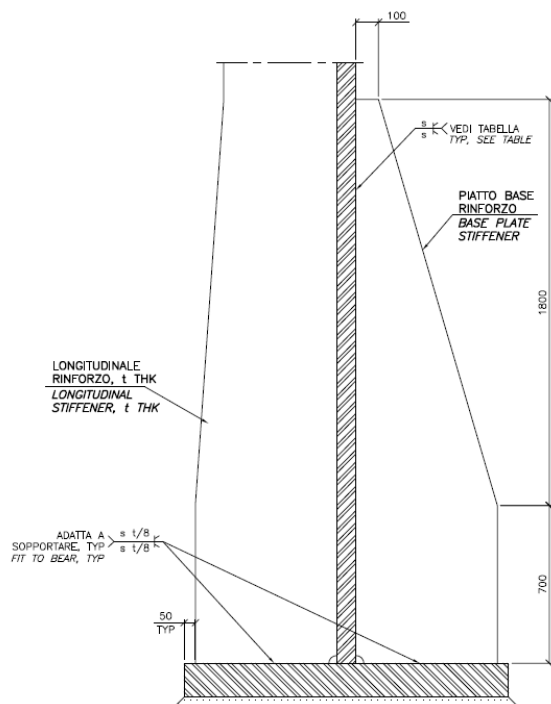 100
s
s
VEDI TABELLA
TYP, SEE TABLE
PIATTO BASE
RINFORZO
BASE PLATE
STIFFENER
1800
LONGITUDINALE
RINFORZO, t THK
LONGITUDINAL
STIFFENER, t THK
ADATTA A
SOPPORTARE, TYP
FIT TO BEAR, TYP
s t/8
s t/8
700
50
TYP